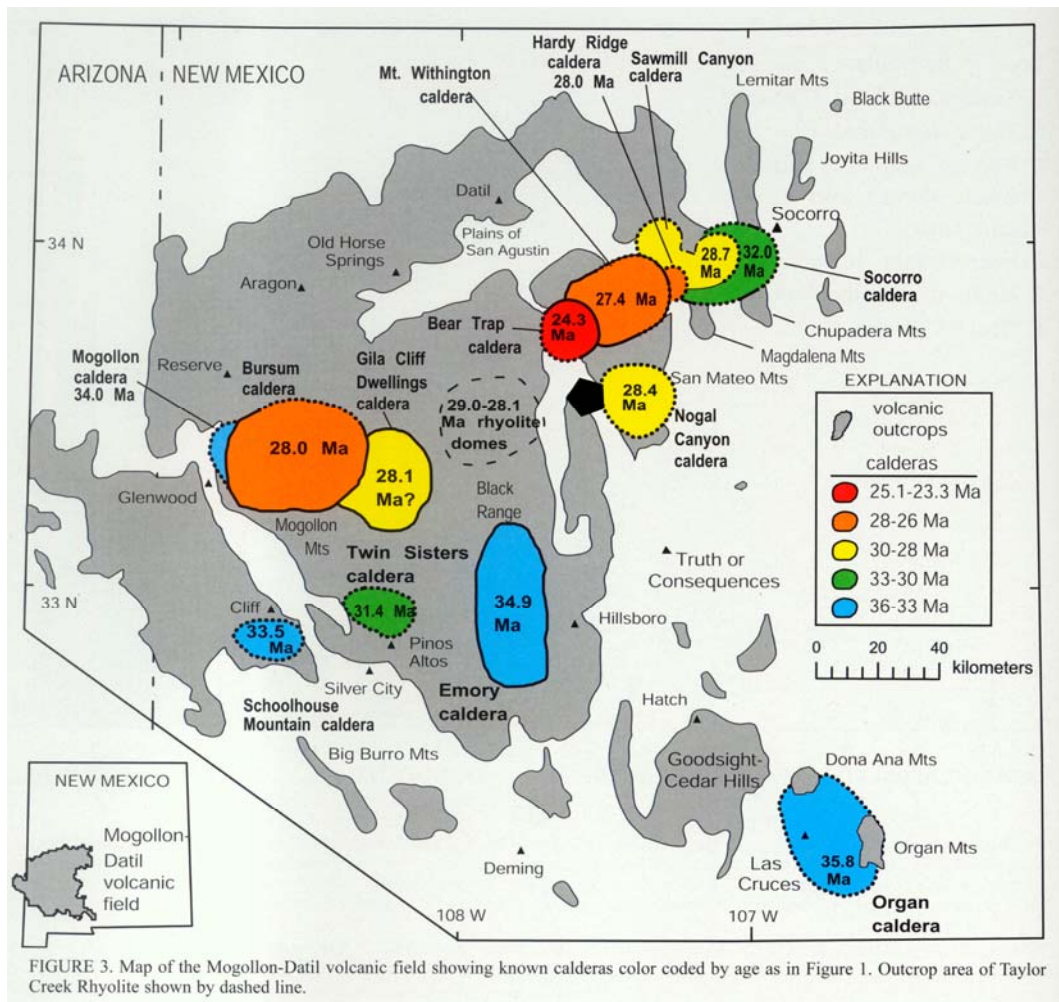 ARIZONA
NEW MEXICO
Mt. Withington
caldera
Hardy Ridge
caldera
28.0 Ma
Sawmill Canyon
caldera
Lemitar Mts
Black Butte
Joyita Hills
Datil
Socorro
Plains of
San Agustin
34 N
Old Horse
Springs
Aragon
28.7
Ma
32.0
Ma
Socorro
caldera
27.4 Ma
Bear Trap
caldera
24.3
Ma
Chupadera Mts
Magdalena Mts
Mogollon
caldera
34.0 Ma
Reserve
Bursum
caldera
Gila Cliff
Dwellings
caldera
29.0-28.1
Ma rhyolite
domes
San Mateo Mts
28.4
Ma
Nogal
Canyon
caldera
28.0 Ma
28.1
Ma?
Glenwood
Mogollon
Mts
Black
Range
Twin Sisters
caldera
Truth or
Consequences
33 N
Cliff
31.4 Ma
34.9
Ma
Hillsboro
33.5
Ma
Pinos
Altos
Silver City
Emory
caldera
Schoolhouse
Mountain caldera
Hatch
Big Burro Mts
Goodsight-
Cedar Hills
Dona Ana Mts
Las
Cruces
35.8
Ma
Organ Mts
Organ
caldera
Deming
108 W
107 W
EXPLANATION
volcanic
outcrops
calderas
25.1-23.3 Ma
28-26 Ma
30-28 Ma
33-30 Ma
36-33 Ma
0 20 40
kilometers
NEW MEXICO
Mogollon-
Datil
volcanic
field
FIGURE 3. Map of the Mogollon-Datil volcanic field showing known calderas color coded by age as in Figure 1. Outcrop area of Taylor
Creek Rhyolite shown by dashed line.